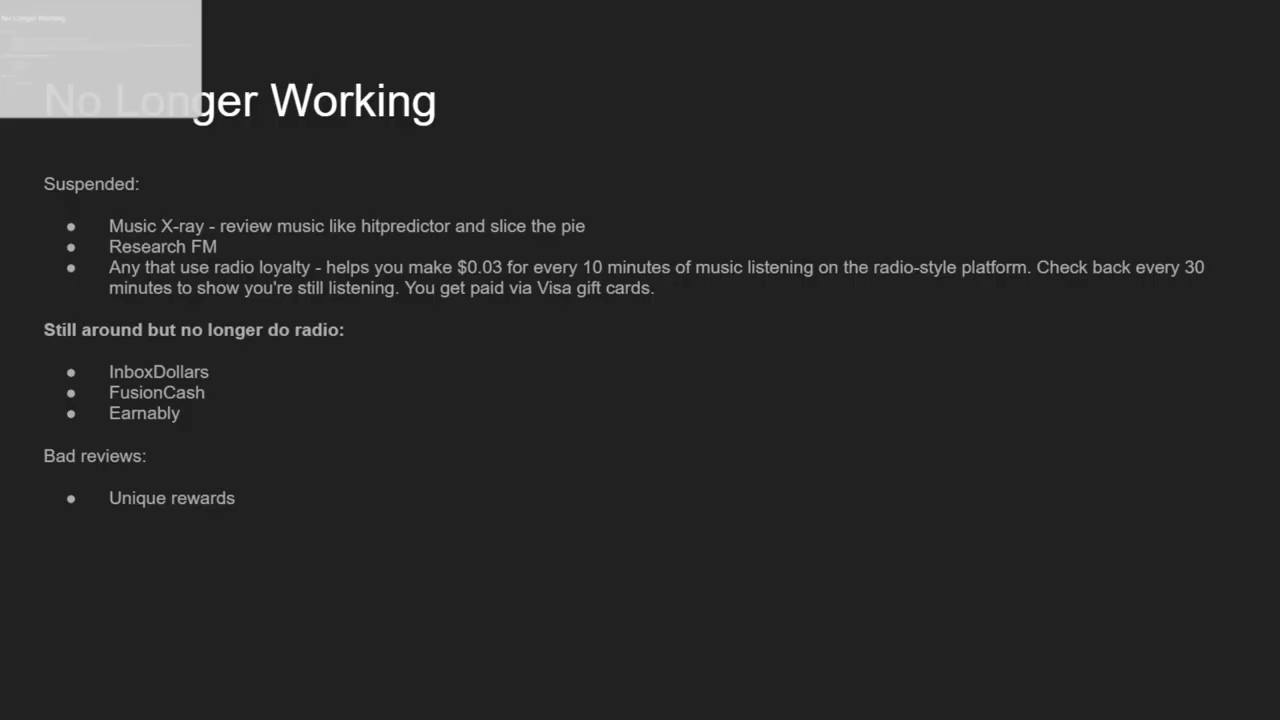 No Longer Working
No Longer Working
Suspended:
● Music X-ray - review music like hitpredictor and slice the pie
● Research FM
● Any that use radio loyalty - helps you make $0.03 for every 10 minutes of music listening on the radio-style platform. Check back every 30
minutes to show you're still listening. You get paid via Visa gift cards.
Still around but no longer do radio:
● InboxDollars
● FusionCash
● Earnably
Bad reviews:
● Unique rewards